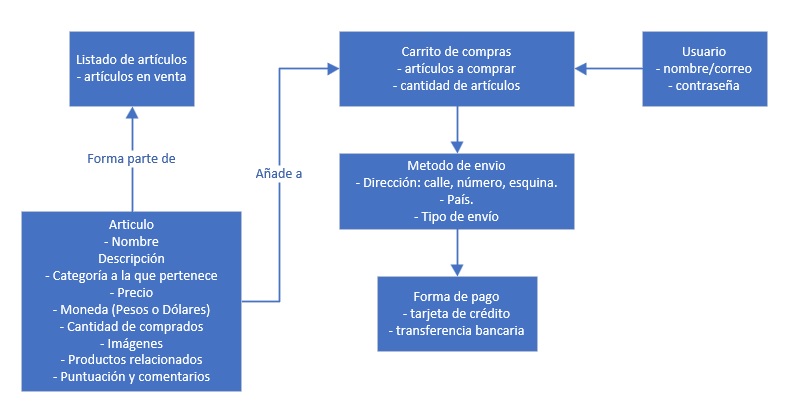 Listado de artículos
- artículos en venta
Carrito de compras
- artículos a comprar
- cantidad de artículos
Usuario
- nombre/correo
- contraseña
Forma parte de
Añade a
Metodo de envio
- Dirección: calle, número, esquina.
- País.
- Tipo de envío
Articulo
- Nombre
Descripción
- Categoría a la que pertenece
- Precio
- Moneda (Pesos o Dólares)
- Cantidad de comprados
- Imágenes
- Productos relacionados
- Puntuación y comentarios
Forma de pago
- tarjeta de crédito
- transferencia bancaria